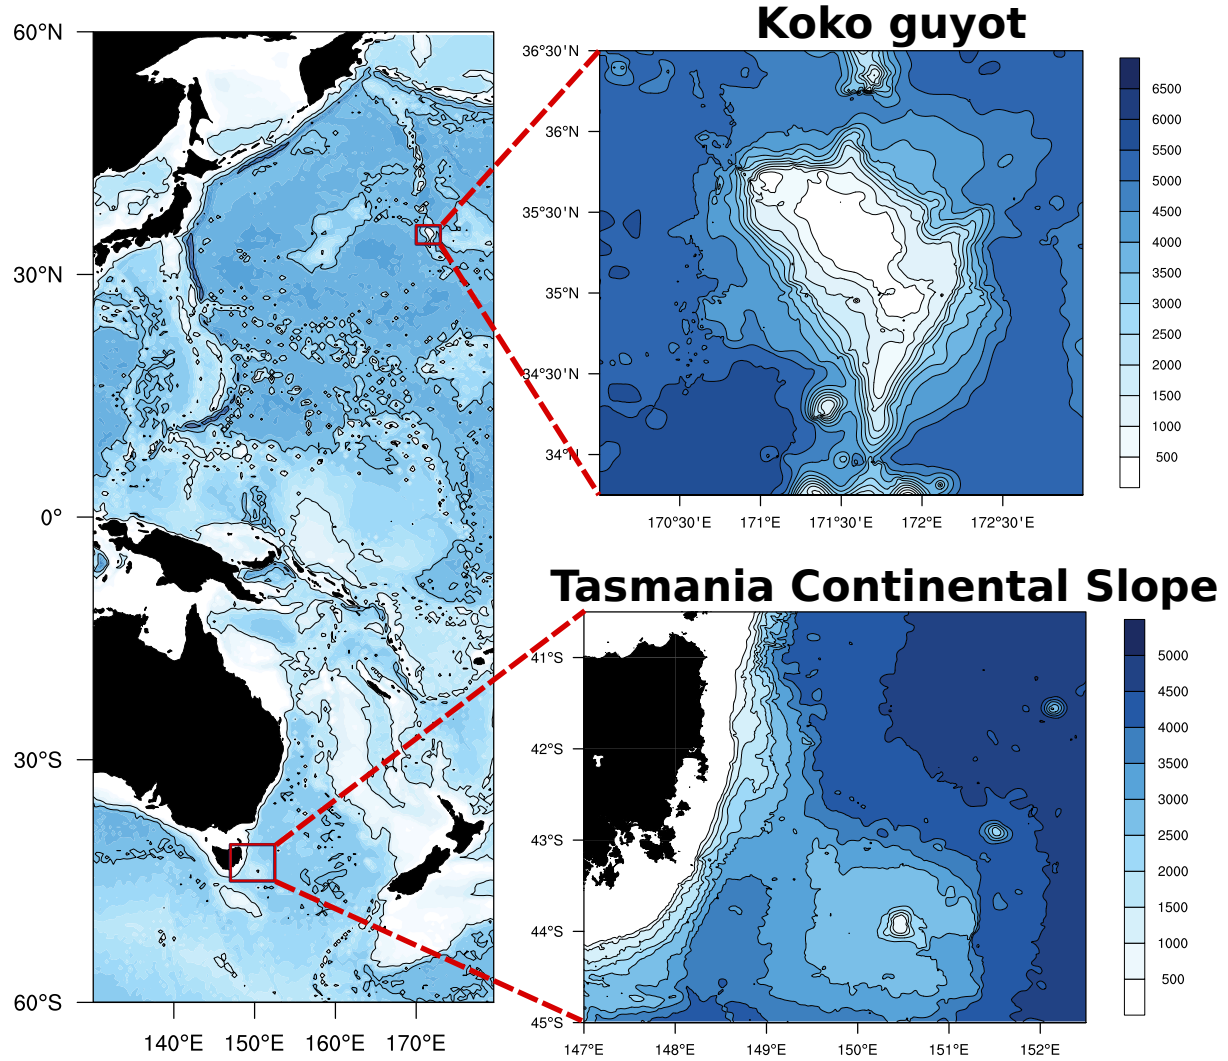 Koko guyot
60°N
30°N
0°
30°S
60°S
140°E 150°E 160°E 170°E
36°30'N
36°N
35°30'N
35°N
34°30'N
34°N
170°30'E 171°E 171°30'E 172°E 172°30'E
6500
6000
5500
5000
4500
4000
3500
3000
2500
2000
1500
1000
500
Tasmania Continental Slope
41°S
42°S
43°S
44°S
45°S
147°E 148°E 149°E 150°E 151°E 152°E
5000
4500
4000
3500
3000
2500
2000
1500
1000
500